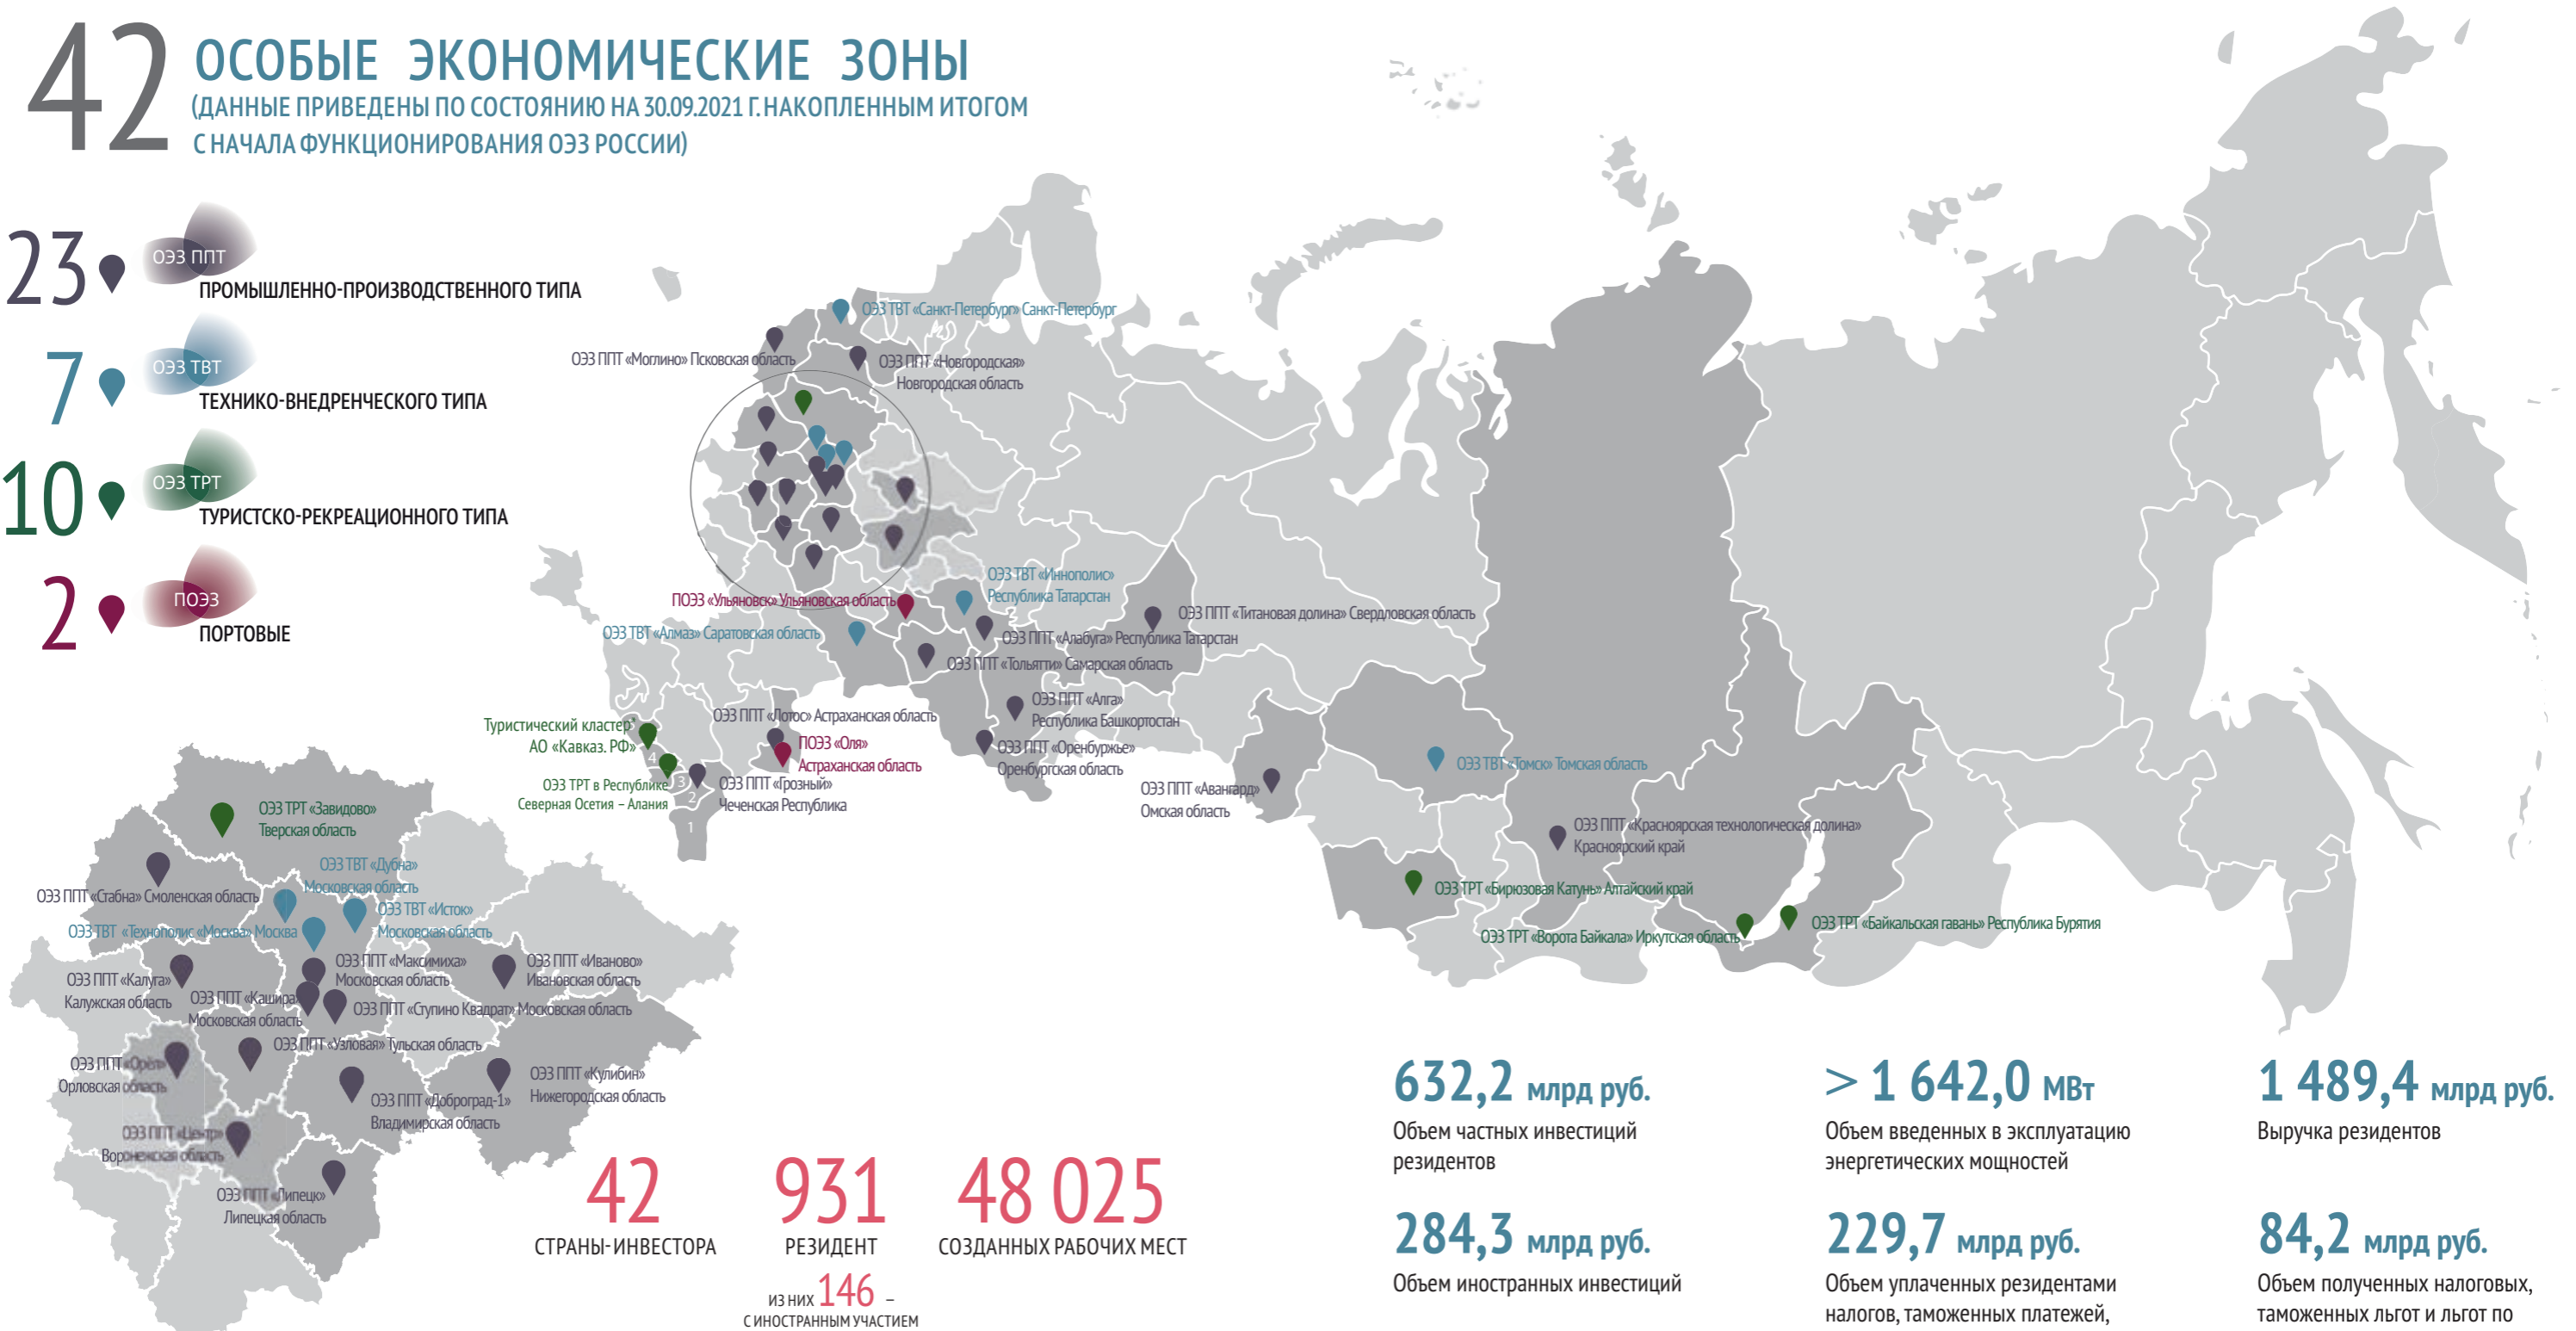 42
ОСОБЫЕ ЭКОНОМИЧЕСКИЕ ЗОНЫ
(ДАННЫЕ ПРИВЕДЕНЫ ПО СОСТОЯНИЮ НА 30.09.2021 Г. НАКОПЛЕННЫМ ИТОГОМ
С НАЧАЛА ФУНКЦИОНИРОВАНИЯ ОЭЗ РОССИИ)
23
ОЭЗ ППТ
ПРОМЫШЛЕННО-ПРОИЗВОДСТВЕННОГО ТИПА
7
ОЭЗ ТВТ
ТЕХНИКО-ВНЕДРЕНЧЕСКОГО ТИПА
10
ОЭЗ ТРТ
ТУРИСТСКО-РЕКРЕАЦИОННОГО ТИПА
2
ПОЭЗ
ПОРТОВЫЕ
ОЭЗ ТВТ «Санкт-Петербург» Санкт-Петербург
ОЭЗ ППТ «Моглино» Псковская область
ОЭЗ ППТ «Новгородская»
Новгородская область
ОЭЗ ТВТ «Иннополис»
Республика Татарстан
ПОЭЗ «Ульяновск» Ульяновская область
ОЭЗ ТВТ «Алмаз» Саратовская область
ОЭЗ ППТ «Титановая долина» Свердловская область
ОЭЗ ППТ «Алабуга» Республика Татарстан
ОЭЗ ППТ «Тольятти» Самарская область
ОЭЗ ППТ «Алга»
Республика Башкортостан
ОЭЗ ППТ «Лотос» Астраханская область
Туристический кластер
АО «Кавказ. РФ»
ПОЭЗ «Оля»
Астраханская область
ОЭЗ ППТ «Оренбуржье»
Оренбургская область
ОЭЗ ТРТ в Республике
Северная Осетия – Алания
ОЭЗ ППТ «Грозный»
Чеченская Республика
4
3
2
1
ОЭЗ ППТ «Авангард»
Омская область
ОЭЗ ТВТ «Томск» Томская область
ОЭЗ ППТ «Красноярская технологическая долина»
Красноярский край
ОЭЗ ТРТ «Бирюзовая Катунь» Алтайский край
ОЭЗ ТРТ «Ворота Байкала» Иркутская область
ОЭЗ ТРТ «Байкальская гавань» Республика Бурятия
ОЭЗ ТРТ «Завидово»
Тверская область
ОЭЗ ТВТ «Дубна»
Московская область
ОЭЗ ППТ «Стабна» Смоленская область
ОЭЗ ТВТ «Исток»
Московская область
ОЭЗ ТВТ «Технополис «Москва» Москва
ОЭЗ ППТ «Максимиха»
Московская область
ОЭЗ ППТ «Иваново»
Ивановская область
ОЭЗ ППТ «Калуга»
Калужская область
ОЭЗ ППТ «Кашира»
Московская область
ОЭЗ ППТ «Ступино Квадрат» Московская область
ОЭЗ ППТ «Узловая» Тульская область
ОЭЗ ППТ «Орёл»
Орловская область
ОЭЗ ППТ «Кулибин»
Нижегородская область
ОЭЗ ППТ «Доброград-1»
Владимирская область
ОЭЗ ППТ «Центр»
Воронежская область
ОЭЗ ППТ «Липецк»
Липецкая область
42
СТРАНЫ-ИНВЕСТОРА
931
РЕЗИДЕНТ
ИЗ НИХ 146 –
С ИНОСТРАННЫМ УЧАСТИЕМ
48 025
СОЗДАННЫХ РАБОЧИХ МЕСТ
632,2 млрд руб.
Объем частных инвестиций
резидентов
> 1 642,0 МВт
Объем введенных в эксплуатацию
энергетических мощностей
1 489,4 млрд руб.
Выручка резидентов
284,3 млрд руб.
Объем иностранных инвестиций
229,7 млрд руб.
Объем уплаченных резидентами
налогов, таможенных платежей,
84,2 млрд руб.
Объем полученных налоговых,
таможенных льгот и льгот по